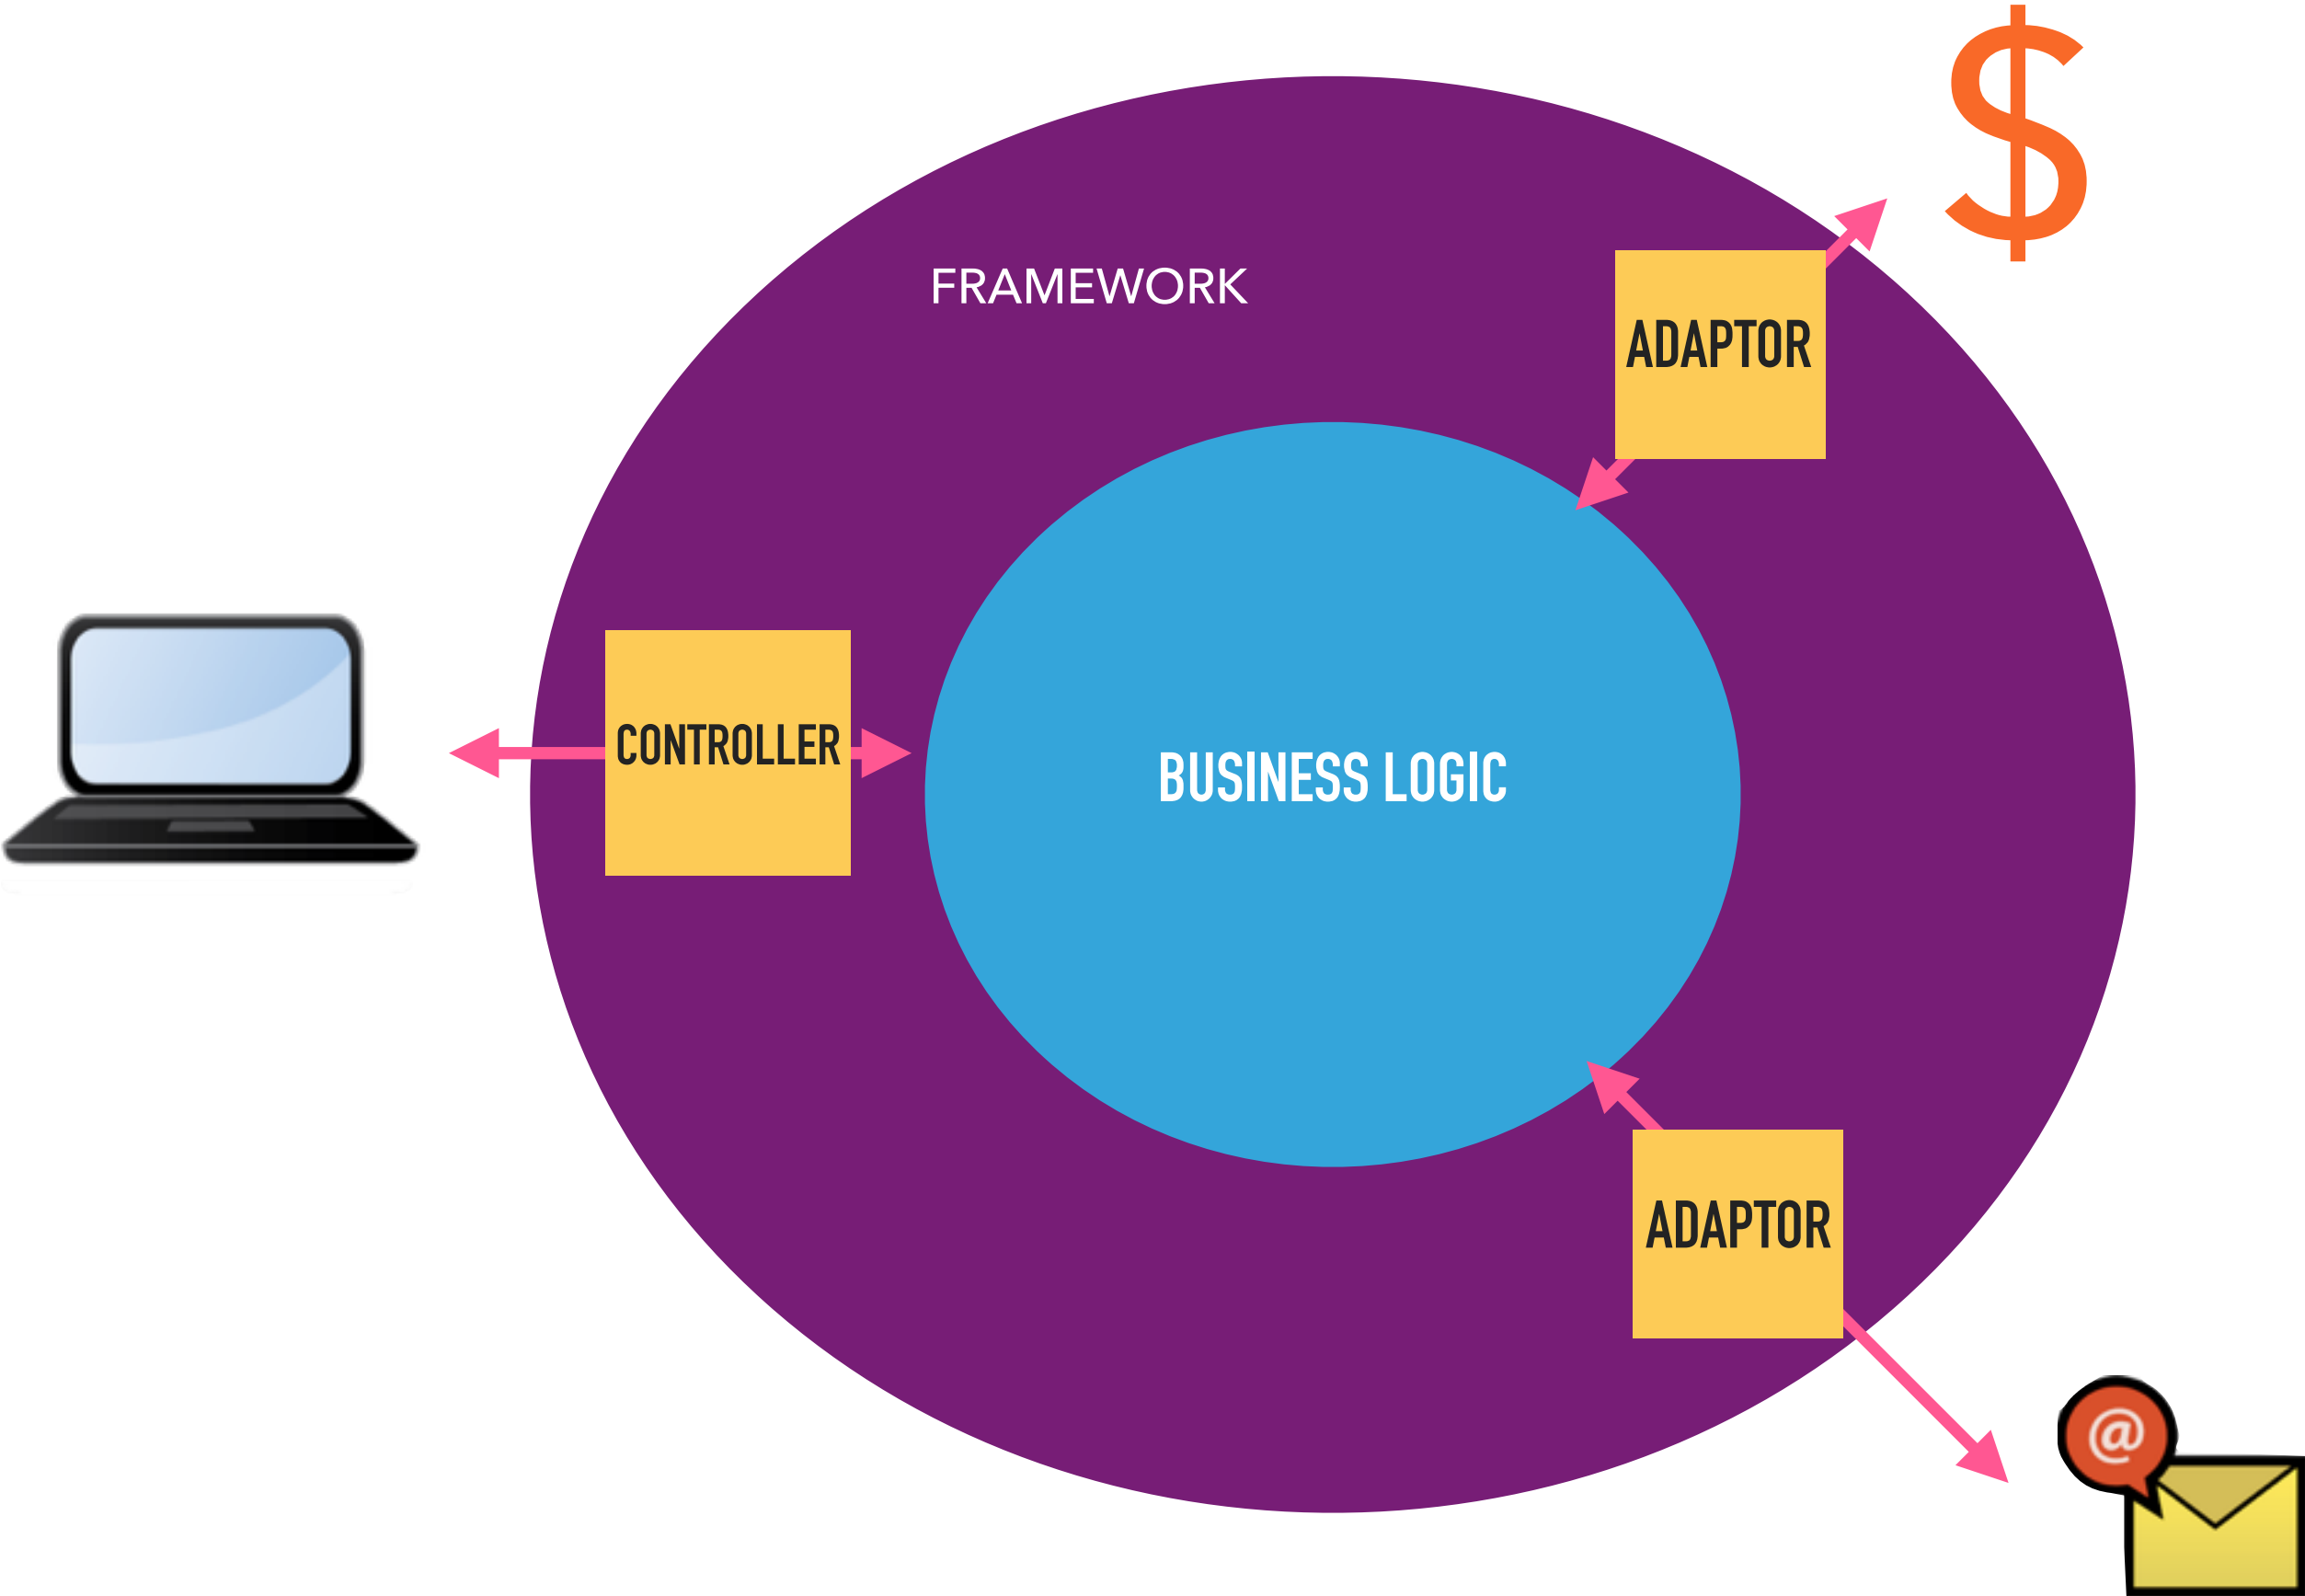 $
FRAMEWORK
ADAPTOR
CONTROLLER
BUSINESS LOGIC
ADAPTOR
@